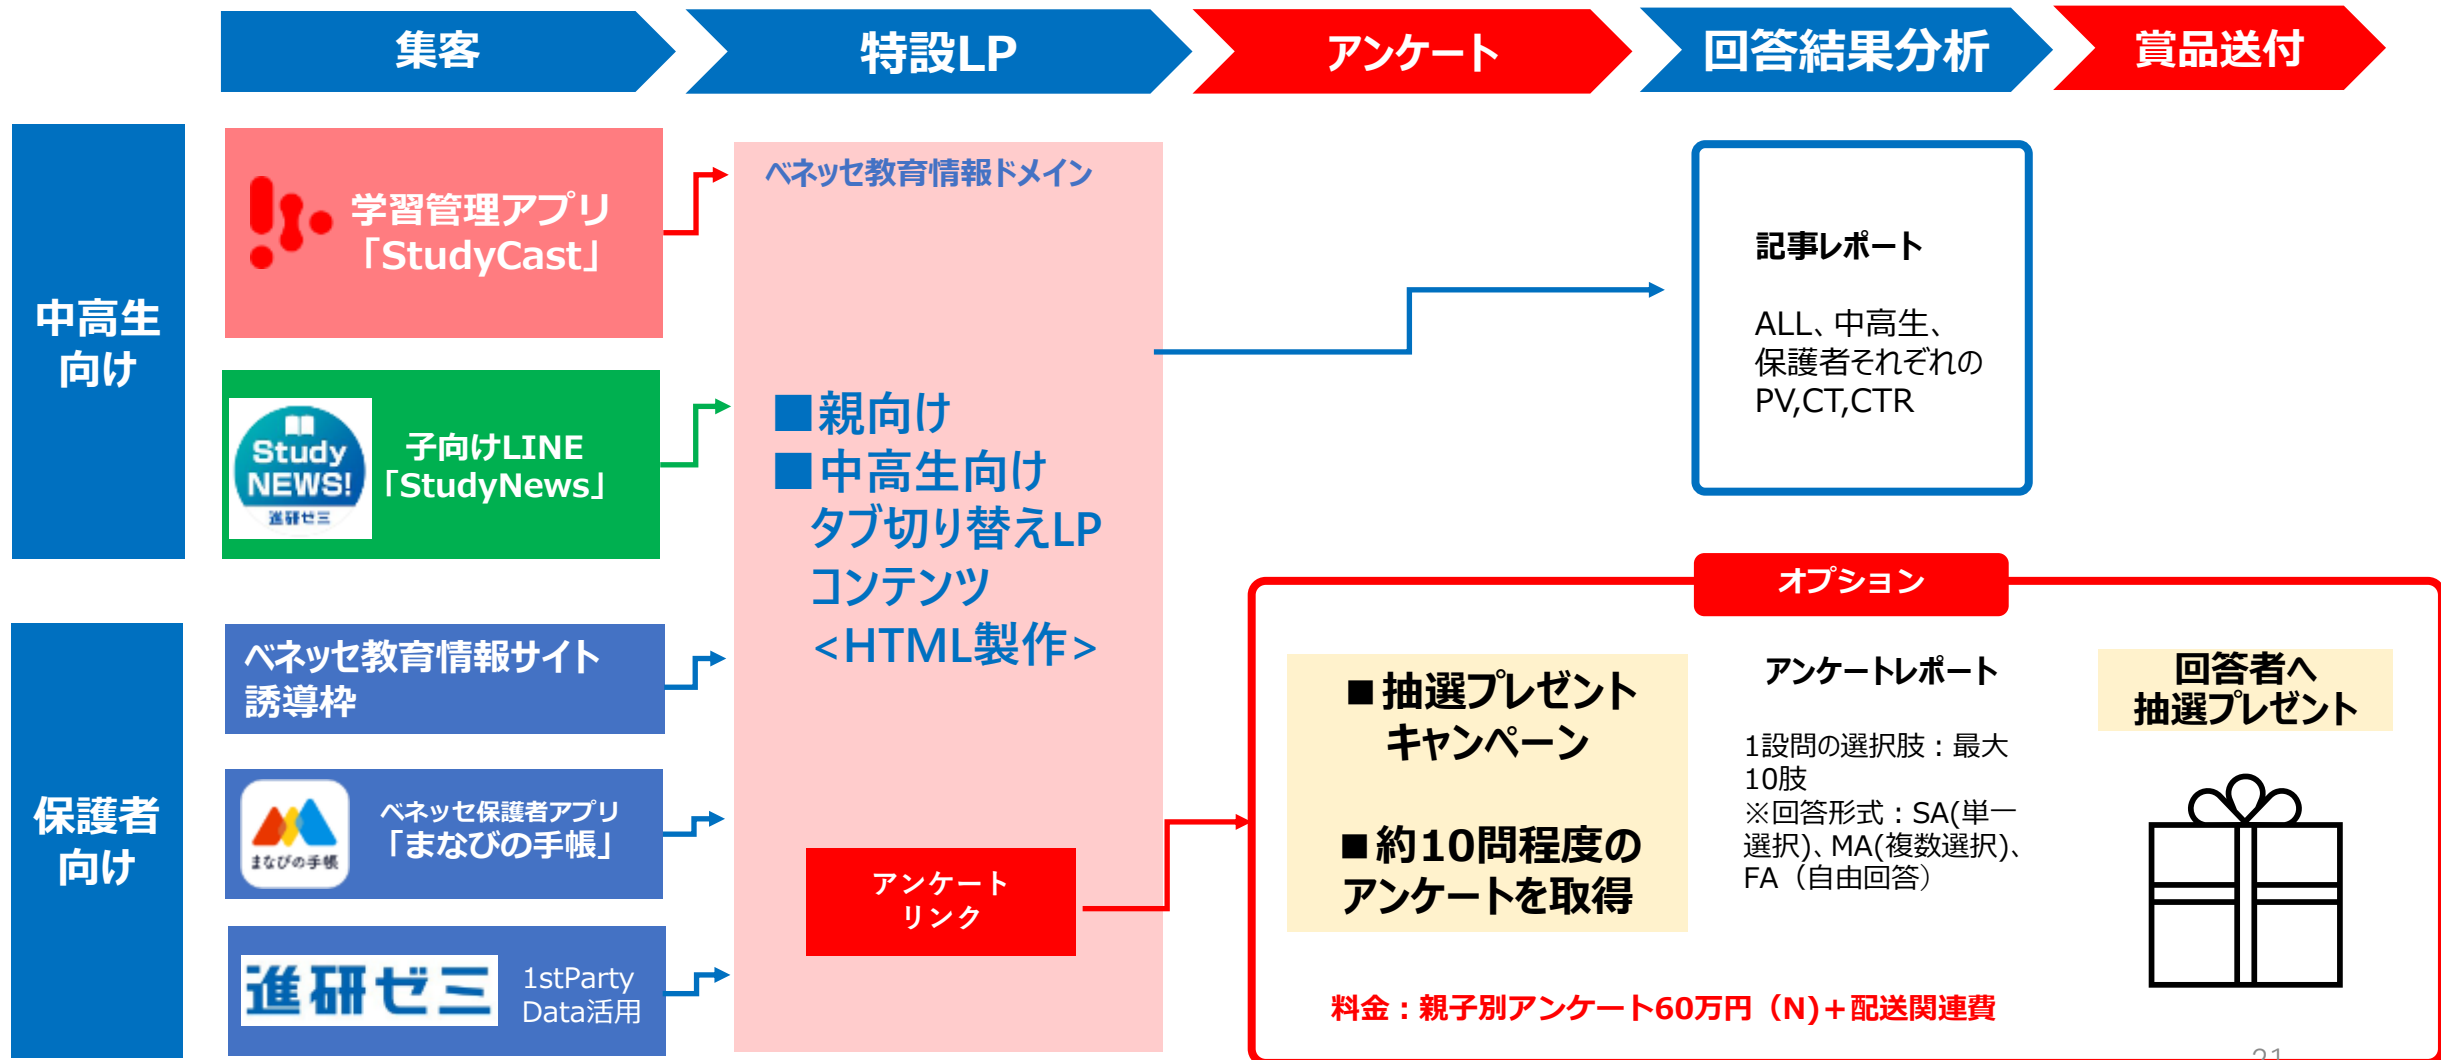 集客
特設LP
アンケート
回答結果分析
賞品送付
中高生
向け
学習管理アプリ
「StudyCast」
Study
NEWS!
進研ゼミ
子向けLINE
「StudyNews」
保護者
向け
ベネッセ教育情報サイト
誘導枠
まなびの手帳
ベネッセ保護者アプリ
「まなびの手帳」
進研ゼミ
1stParty
Data活用
ベネッセ教育情報ドメイン
■親向け
■中高生向け
タブ切り替えLP
コンテンツ
<HTML製作>
アンケート
リンク
記事レポート
ALL、中高生、
保護者それぞれの
PV,CT,CTR
オプション
■抽選プレゼント
キャンペーン
■約10問程度の
アンケートを取得
アンケートレポート
1設問の選択肢：最大
10肢
※回答形式：SA(単一
選択)、MA(複数選択)、
FA（自由回答）
回答者へ
抽選プレゼント
料金：親子別アンケート60万円（N)＋配送関連費
21